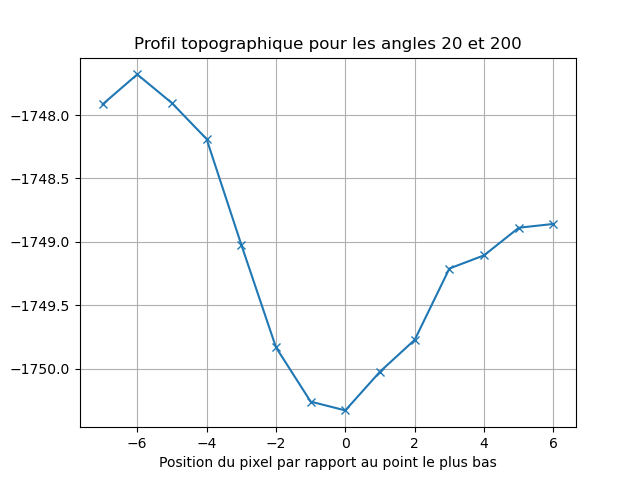 Profil topographique pour les angles 20 et 200
−1748.0
−1748.5
−1749.0
−1749.5
−1750.0
−6 −4 −2 0 2 4 6
Position du pixel par rapport au point le plus bas